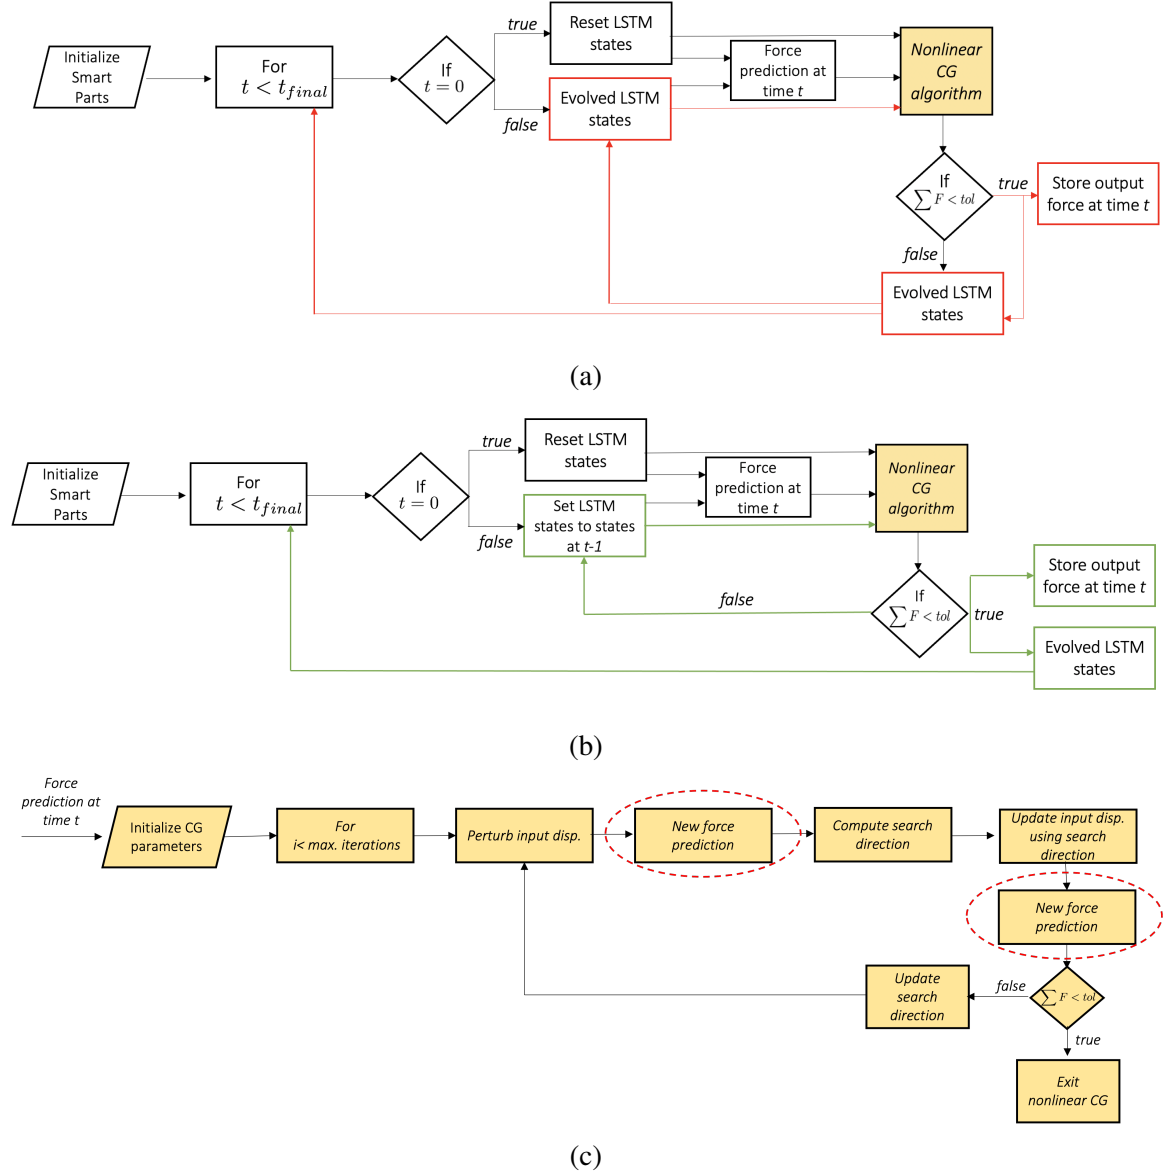 Initialize
Smart
Parts
For
t < t_{final}
If
t = 0
true
false
Reset LSTM
states
Evolved LSTM
states
Force
prediction at
time t
Nonlinear
CG
algorithm
If
∑ F < tol
true
false
Store output
force at time t
Evolved LSTM
states
(a)
Initialize
Smart
Parts
For
t < t_{final}
If
t = 0
true
false
Reset LSTM
states
Set LSTM
states to states
at t-1
Force
prediction at
time t
Nonlinear
CG
algorithm
If
∑ F < tol
false
true
Store output
force at time t
Evolved LSTM
states
(b)
Force
prediction at
time t
Initialize CG
parameters
For
i< max. iterations
Perturb input disp.
New force
prediction
Compute search
direction
Update input disp.
using search
direction
New force
prediction
∑ F < tol
false
true
Update
search
direction
Exit
nonlinear CG
(c)